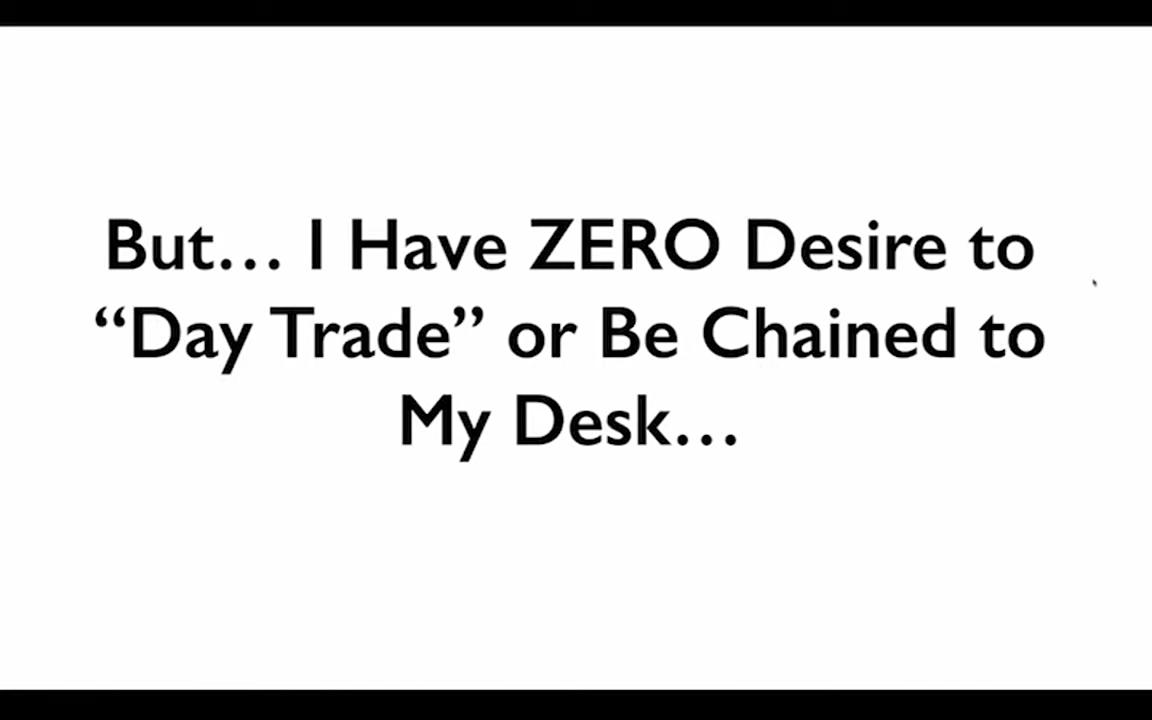 But… I Have ZERO Desire to
“Day Trade” or Be Chained to
My Desk…